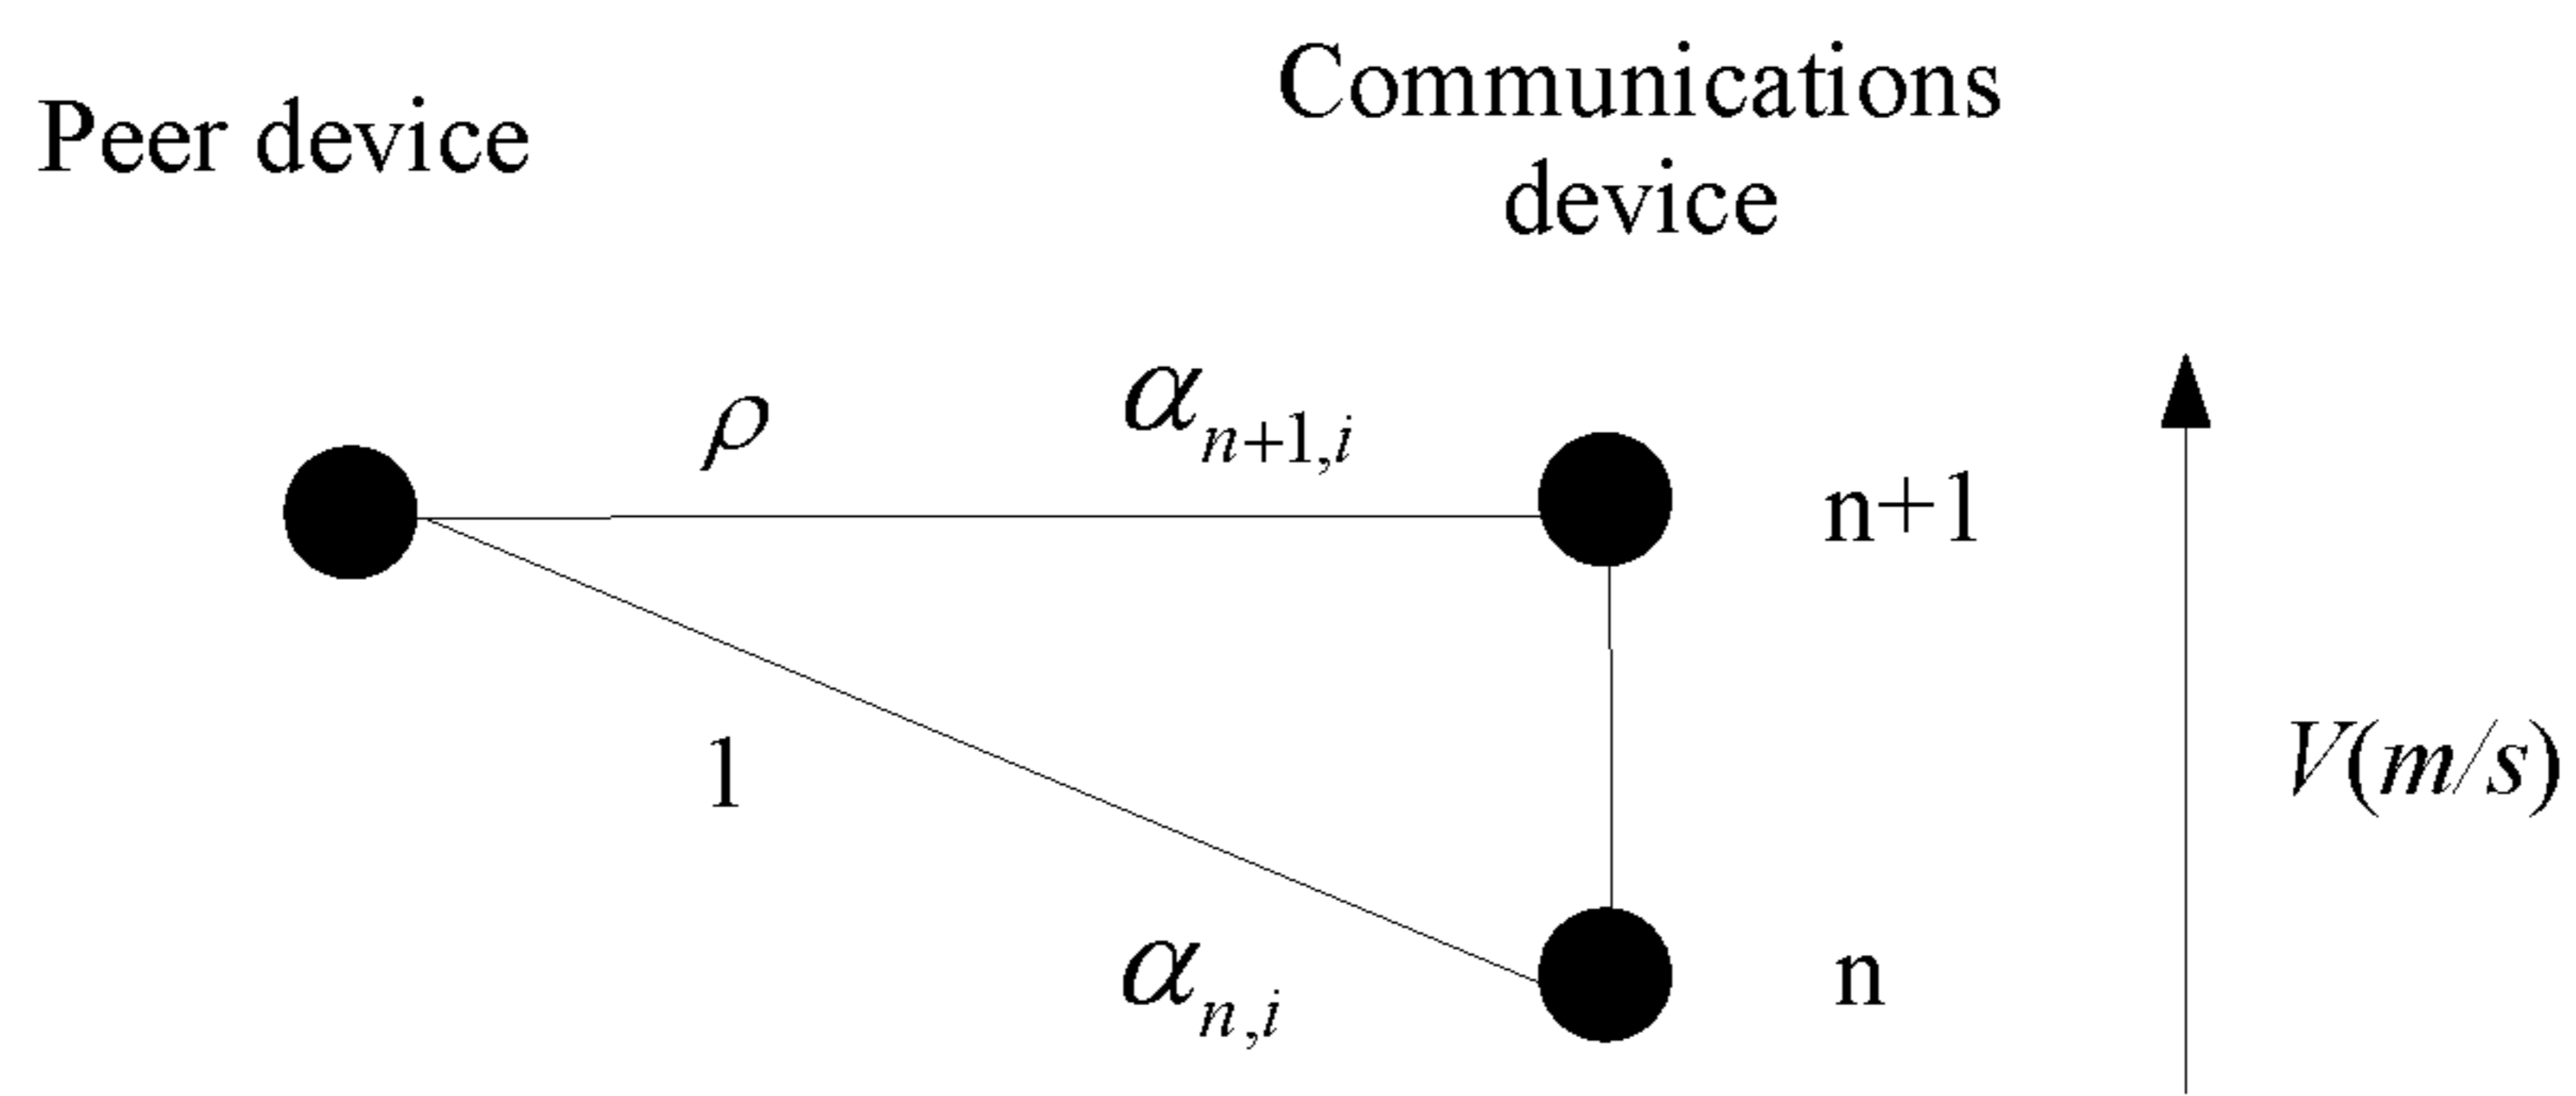 Peer device
Communications
device
ρ
α_{n+1,i}
n+1
1
V(m/s)
α_{n,i}
n